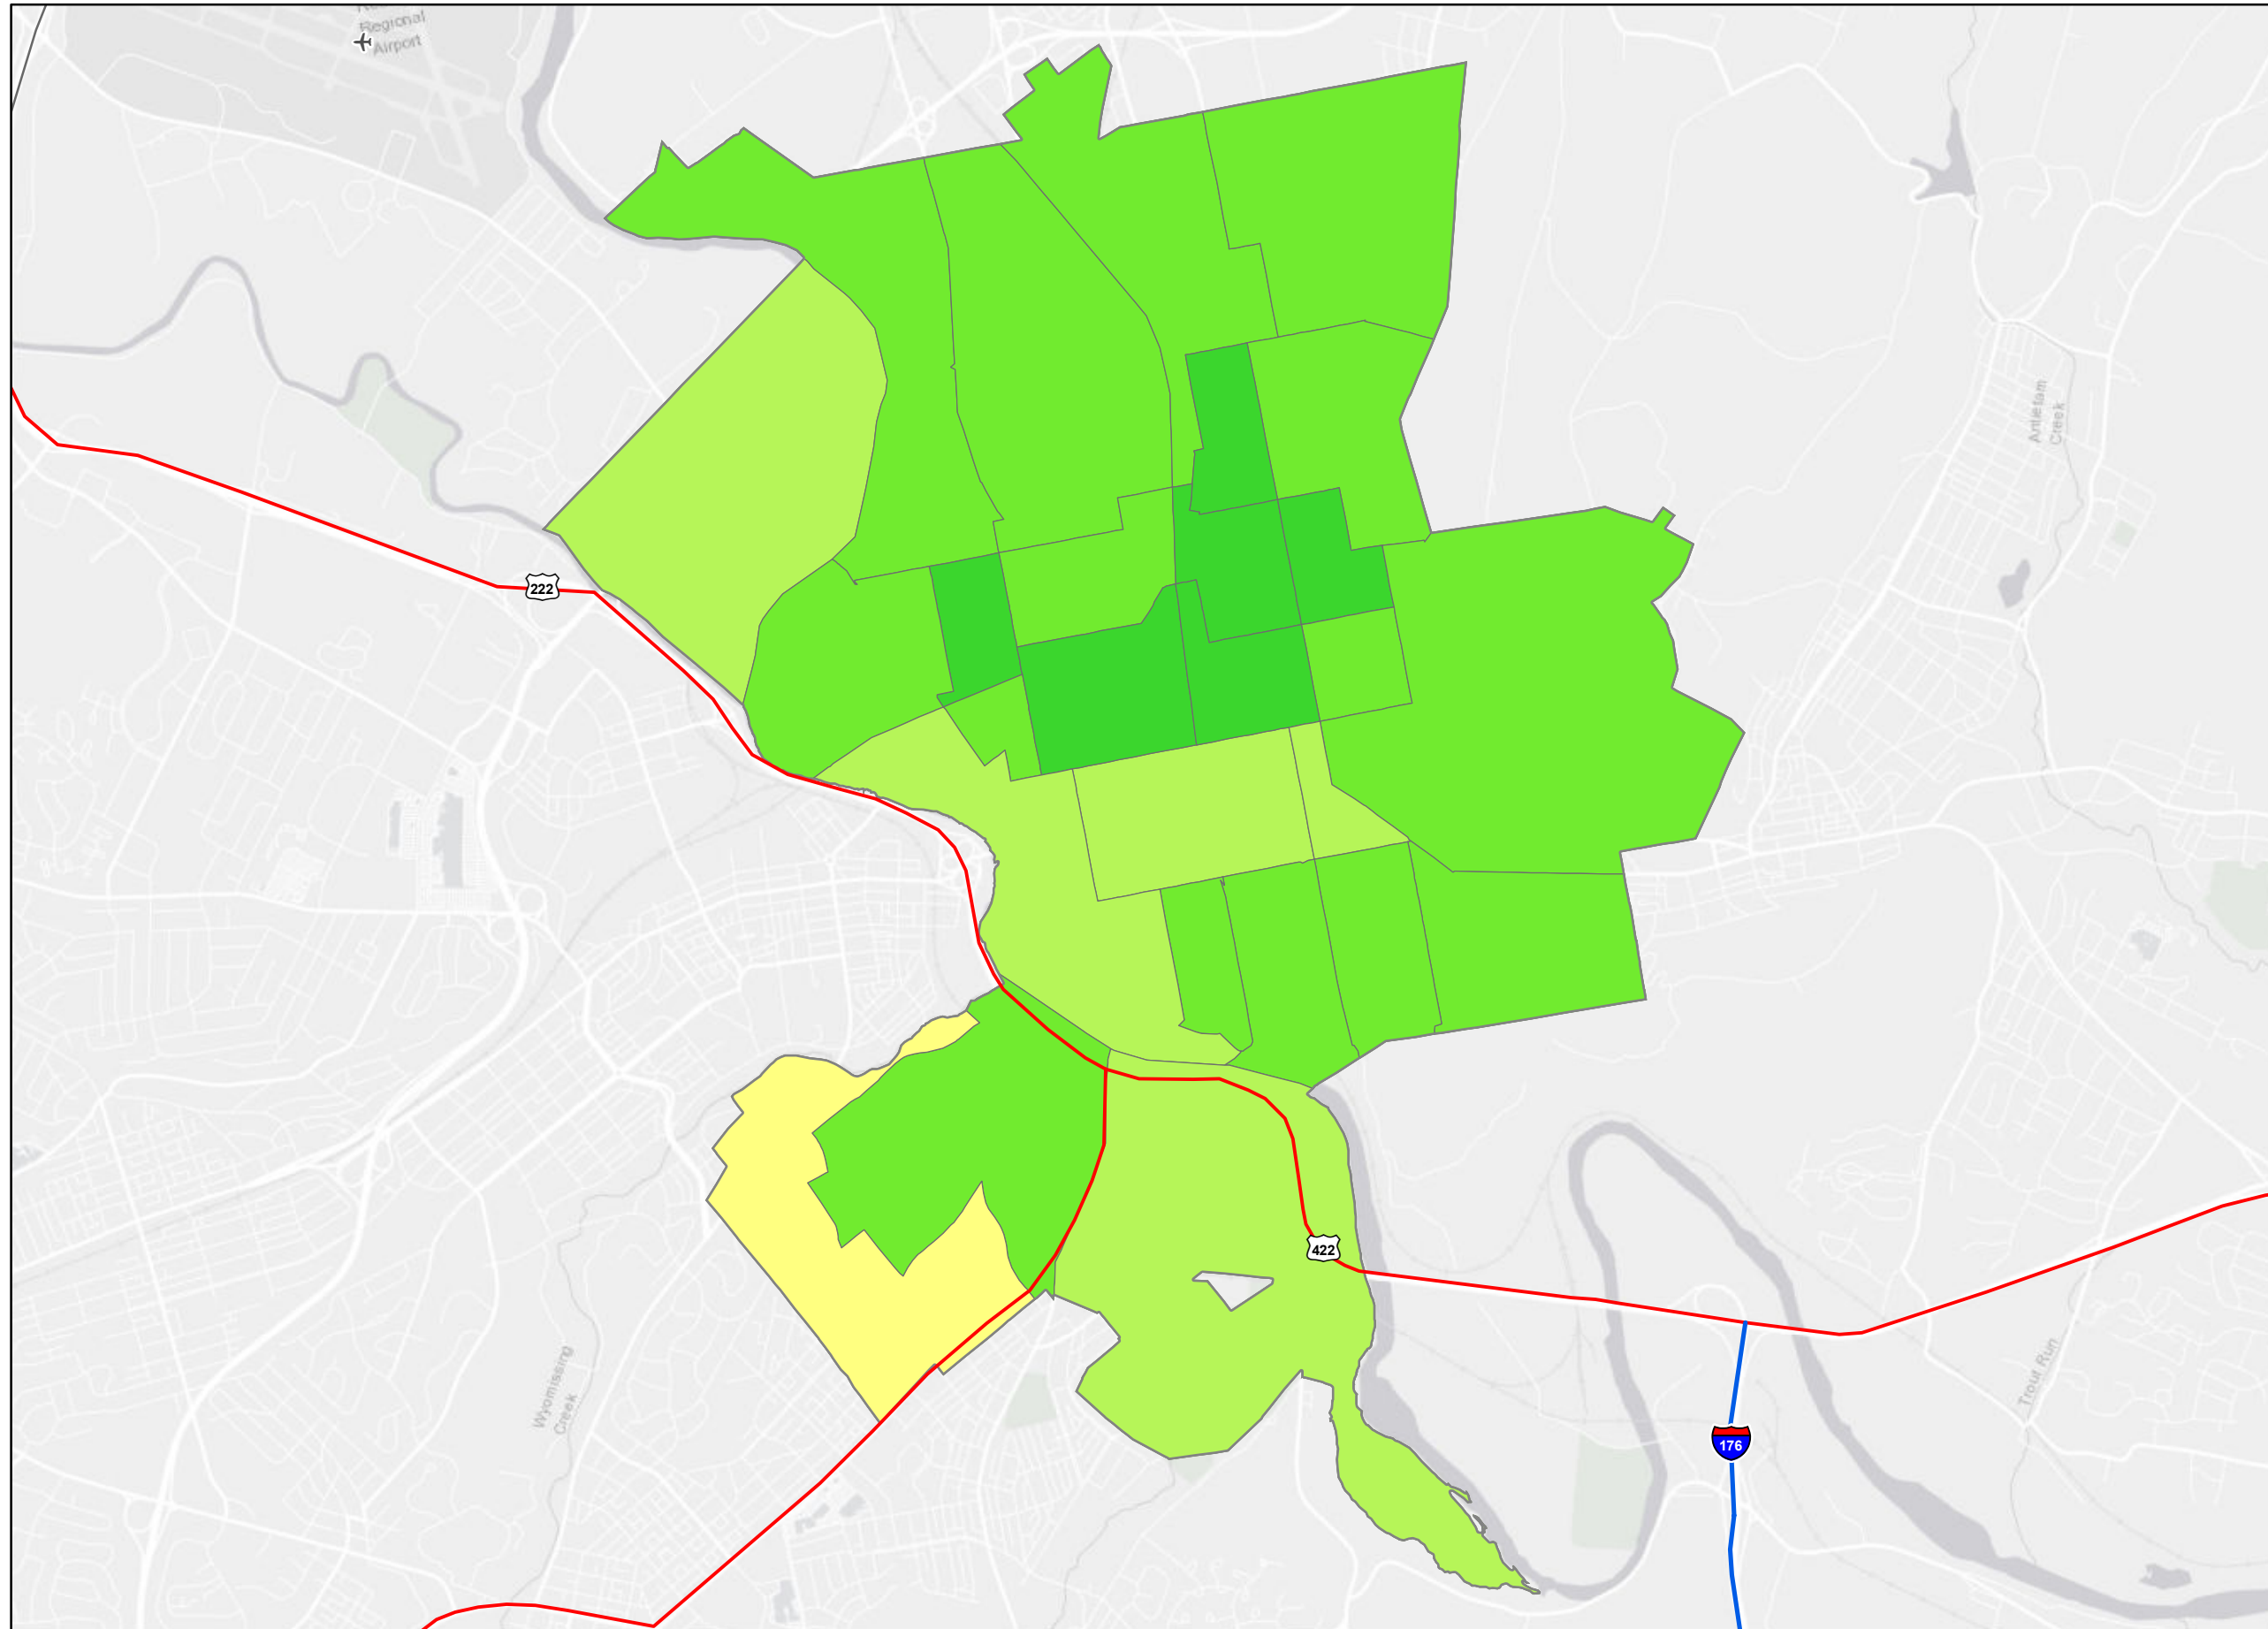 Regional
Airport
Antietam
Creek
222
422
Wyomissing
Creek
Trout Run
176